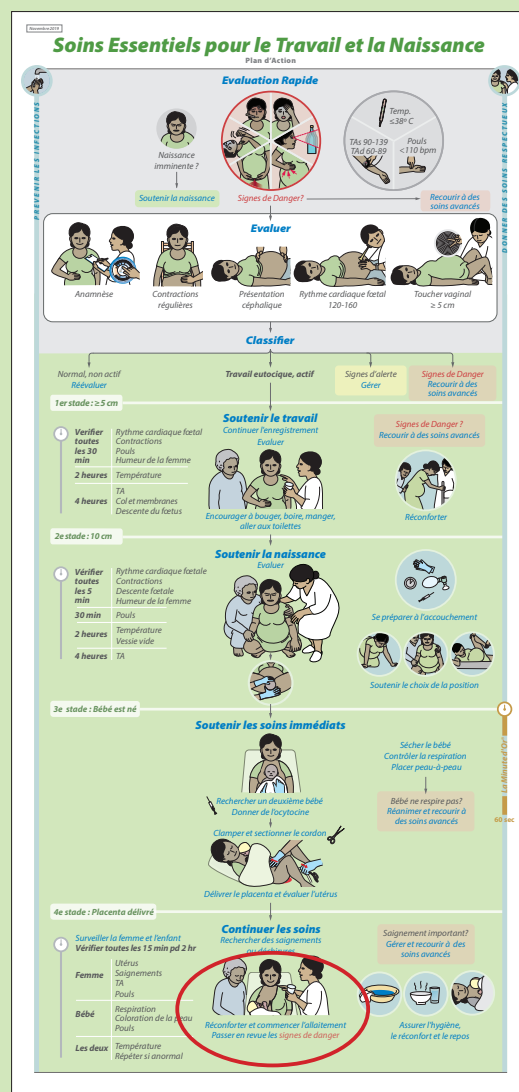 Novembre 2019
Soins Essentiels pour le Travail et la Naissance
Plan d'Action
PRÉVENIR LES INFECTIONS
DONNER DES SOINS RESPECTUEUX
Evaluation Rapide
Naissance
imminente ?
Temp.
≤38º C
TAs 90-139
TAd 60-89
Pouls
<110 bpm
Soutenir la naissance
Signes de Danger?
Recourir à des
soins avancés
Evaluer
Anamnèse
Contractions
régulières
Présentation
céphalique
Rythme cardiaque fœtal
120-160
Toucher vaginal
≥ 5 cm
Classifier
Normal, non actif
Réévaluer
Travail eutocique, actif
Signes d'alerte
Gérer
Signes de Danger
Recourir à des
soins avancés
1er stade : ≥ 5 cm
Soutenir le travail
Continuer l'enregistrement
Evaluer
Verifier
toutes
les 30
min
Rythme cardiaque fœtal
Contractions
Pouls
Humeur de la femme
2 heures
Température
4 heures
TA
Col et membranes
Descente du fœtus
Encourager à bouger, boire, manger,
aller aux toilettes
Signes de Danger ?
Recourir à des soins avancés
Réconforter
2e stade : 10 cm
Soutenir la naissance
Evaluer
Vérifier
toutes
les 5
min
Rythme cardiaque fœtale
Contractions
Descente fœtale
Humeur de la femme
30 min
Pouls
2 heures
Température
Vessie vide
4 heures
TA
Se préparer à l'accouchement
Soutenir le choix de la position
3e stade : Bébé est né
Soutenir les soins immédiats
Sécher le bébé
Contrôler la respiration
Placer peau-à-peau
La Minute d'Or
60 sec
Rechercher un deuxième bébé
Donner de l'ocytocine
Bébé ne respire pas?
Réanimer et recourir à
des soins avancés
Clamper et sectionner le cordon
Délivrer le placenta et évaluer l'utérus
4e stade : Placenta délivré
Continuer les soins
Rechercher des saignements
ou déchirures
Surveiller la femme et l'enfant
Vérifier toutes les 15 min pd 2 hr
Femme
Utérus
Saignements
TA
Pouls
Bébé
Respiration
Coloration de la peau
Pouls
Les deux
Température
Répéter si anormal
Réconforter et commencer l'allaitement
Passer en revue les signes de danger
Saignement important?
Gérer et recourir à des
soins avancés
Assurer l'hygiène,
le réconfort et le repos